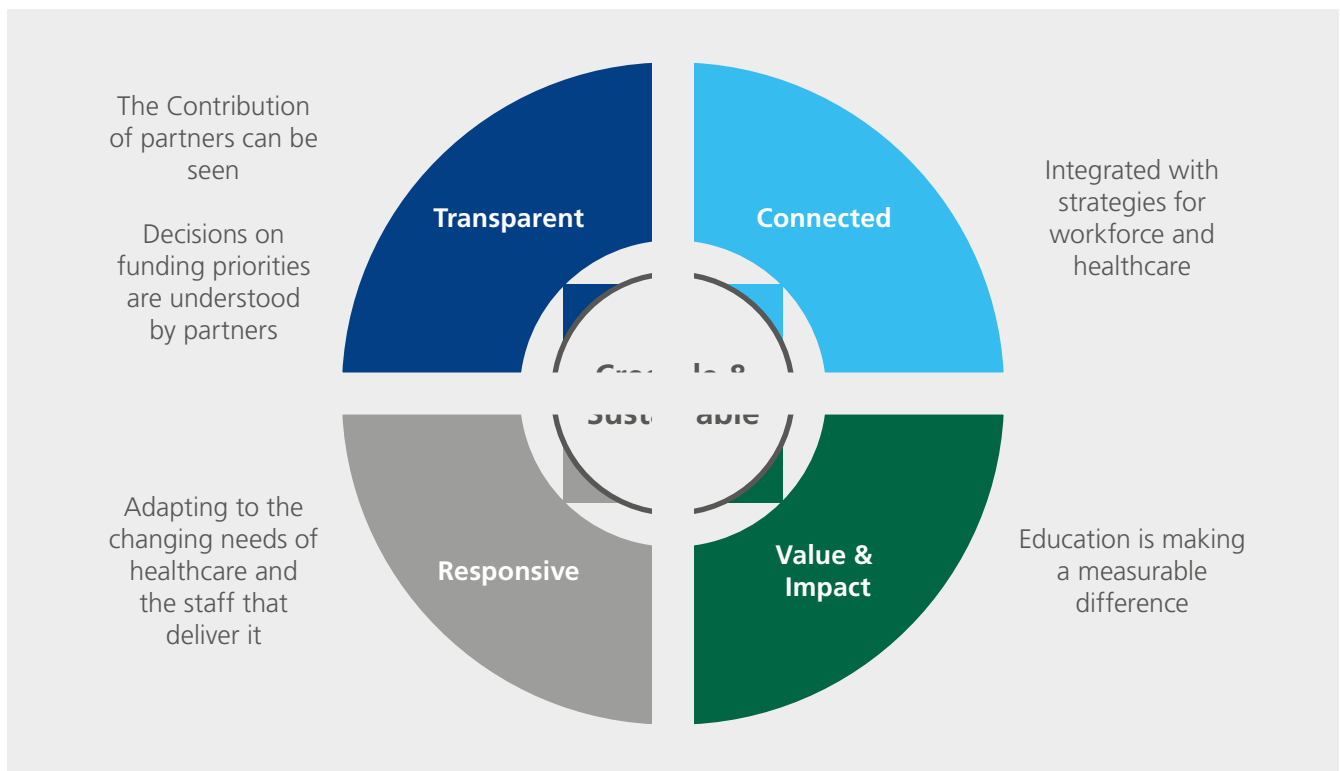 The Contribution
of partners can be
seen
Decisions on
funding priorities
are understood
by partners
Transparent
Connected
Integrated with
strategies for
workforce and
healthcare
&
Adapting to the
changing needs of
healthcare and
the staff that
deliver it
Responsive
Value &
Impact
Education is making
a measurable
difference